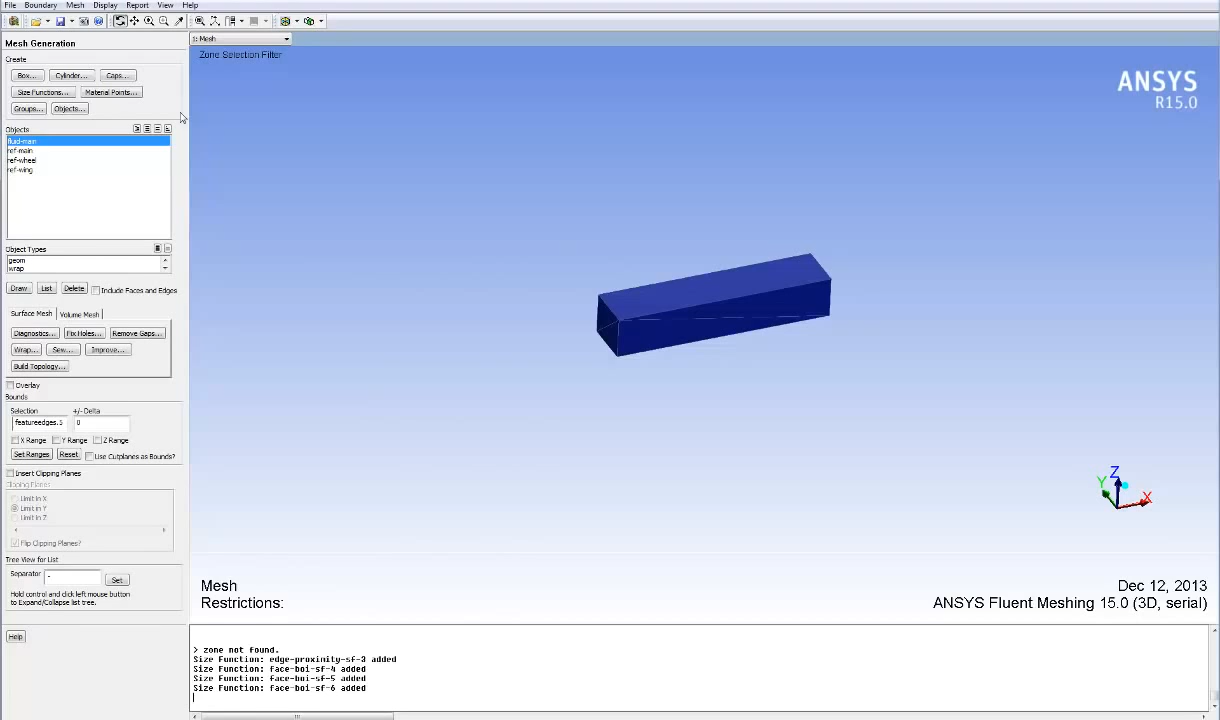 File Boundary Mesh Display Report View Help
Mesh Generation
1: Mesh
Zone Selection Filter
ANSYS
R15.0
Create
Box... Cylinder... Caps...
Size Functions... Material Points...
Groups... Objects...
Objects
fluid-main
ref-main
ref-wheel
ref-wing
Object Types
geom
wrap
Draw List Delete Include Faces and Edges
Surface Mesh Volume Mesh
Diagnostics... Fix Holes... Remove Gaps...
Wrap... Sew... Improve...
Build Topology...
Overlay
Bounds
Selection +/- Delta
featureedges.5 0
X Range Y Range Z Range
Set Ranges Reset Use Cutplanes as Bounds?
Insert Clipping Planes
Clipping Planes
Limit in X
Limit in Y
Limit in Z
Flip Clipping Planes?
Tree View for List
Separator - Set
Hold control and click left mouse button
to Expand/Collapse list tree.
Help
Z
Y
X
Mesh
Restrictions:
Dec 12, 2013
ANSYS Fluent Meshing 15.0 (3D, serial)
> zone not found.
Size Function: edge-proximity-sf-3 added
Size Function: face-boi-sf-4 added
Size Function: face-boi-sf-5 added
Size Function: face-boi-sf-6 added